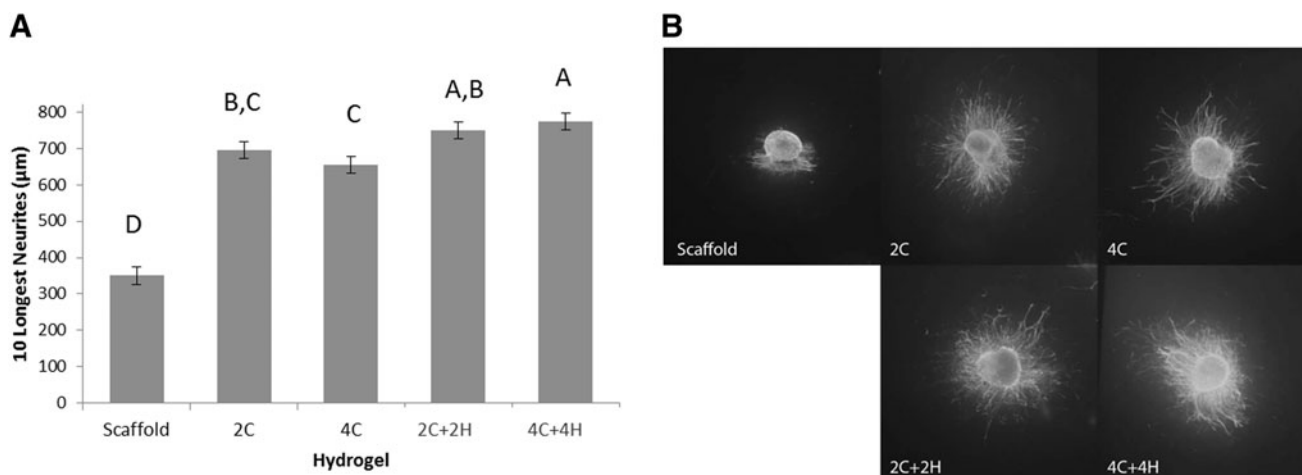 A
B
10 Longest Neurites (µm)
800
700
600
500
400
300
200
100
0
D
B,C
C
A,B
A
Scaffold
2C
4C
2C+2H
4C+4H
Hydrogel
Scaffold
2C
4C
2C+2H
4C+4H